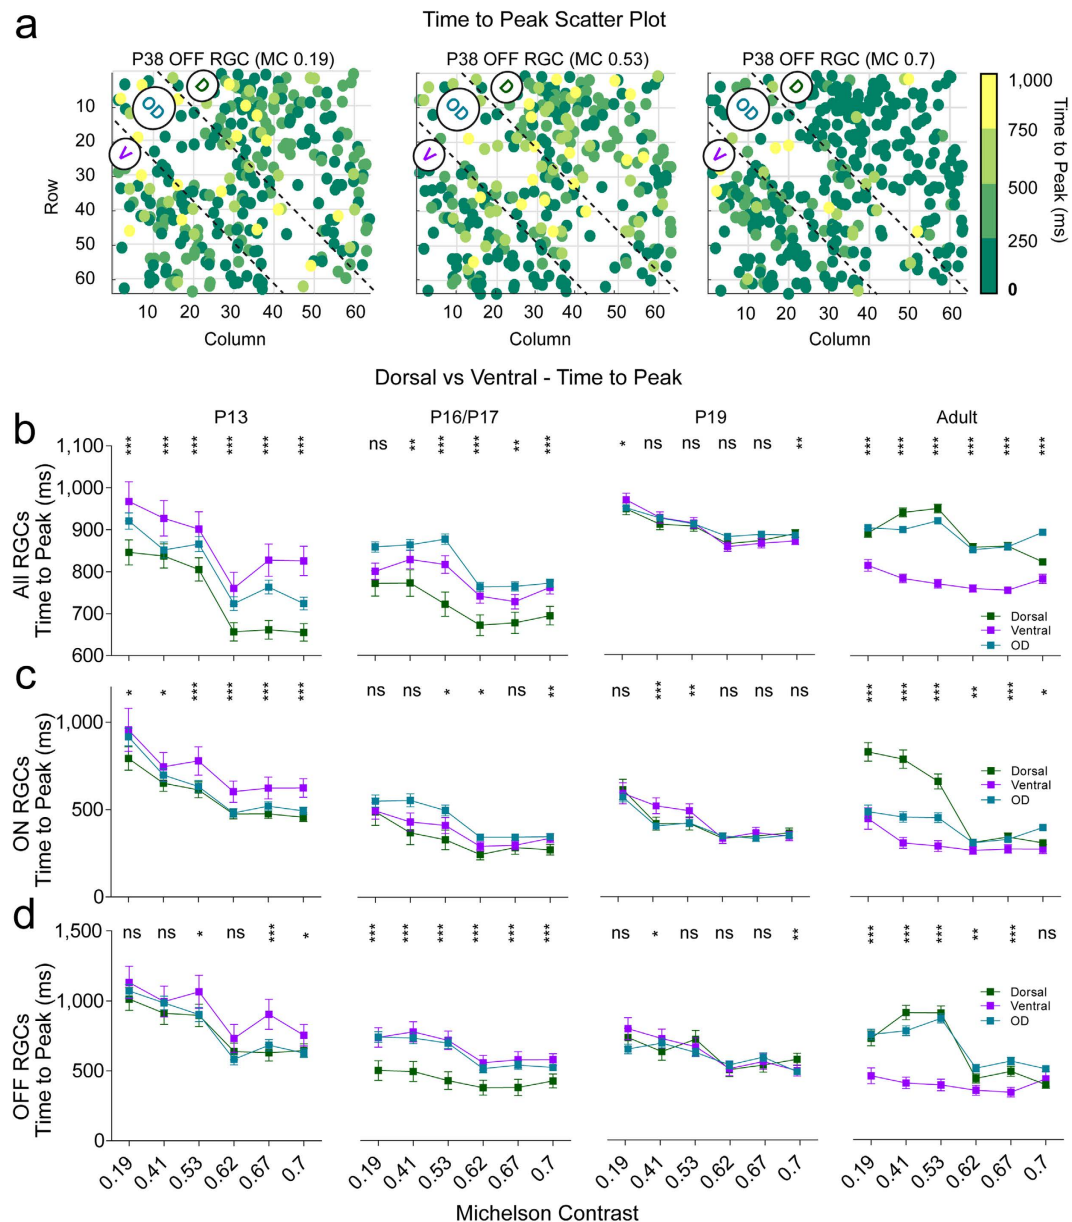 a
Time to Peak Scatter Plot
P38 OFF RGC (MC 0.19)
P38 OFF RGC (MC 0.53)
P38 OFF RGC (MC 0.7)
D
OD
V
D
OD
V
D
OD
V
Row
10
20
30
40
50
60
10 20 30 40 50 60
10 20 30 40 50 60
10 20 30 40 50 60
Column
Column
Column
1,000
750
500
250
0
Time to Peak (ms)
Dorsal vs Ventral - Time to Peak
b
P13
P16/P17
P19
Adult
*** *** *** *** *** ***
ns ** *** *** ** ***
* ns ns ns ns **
*** *** *** *** *** ***
All RGCs
Time to Peak (ms)
1,100
1,000
900
800
700
600
Dorsal
Ventral
OD
c
* * *** *** *** ***
ns ns * * ns **
ns *** ** ns ns ns
*** *** *** ** *** *
ON RGCs
Time to Peak (ms)
1,000
500
0
Dorsal
Ventral
OD
d
ns ns * ns *** *
*** *** *** *** *** ***
ns * ns ns ns **
*** *** *** ** *** ns
OFF RGCs
Time to Peak (ms)
1,500
1,000
500
0
Dorsal
Ventral
OD
0.19 0.41 0.53 0.62 0.67 0.7
0.19 0.41 0.53 0.62 0.67 0.7
0.19 0.41 0.53 0.62 0.67 0.7
0.19 0.41 0.53 0.62 0.67 0.7
Michelson Contrast